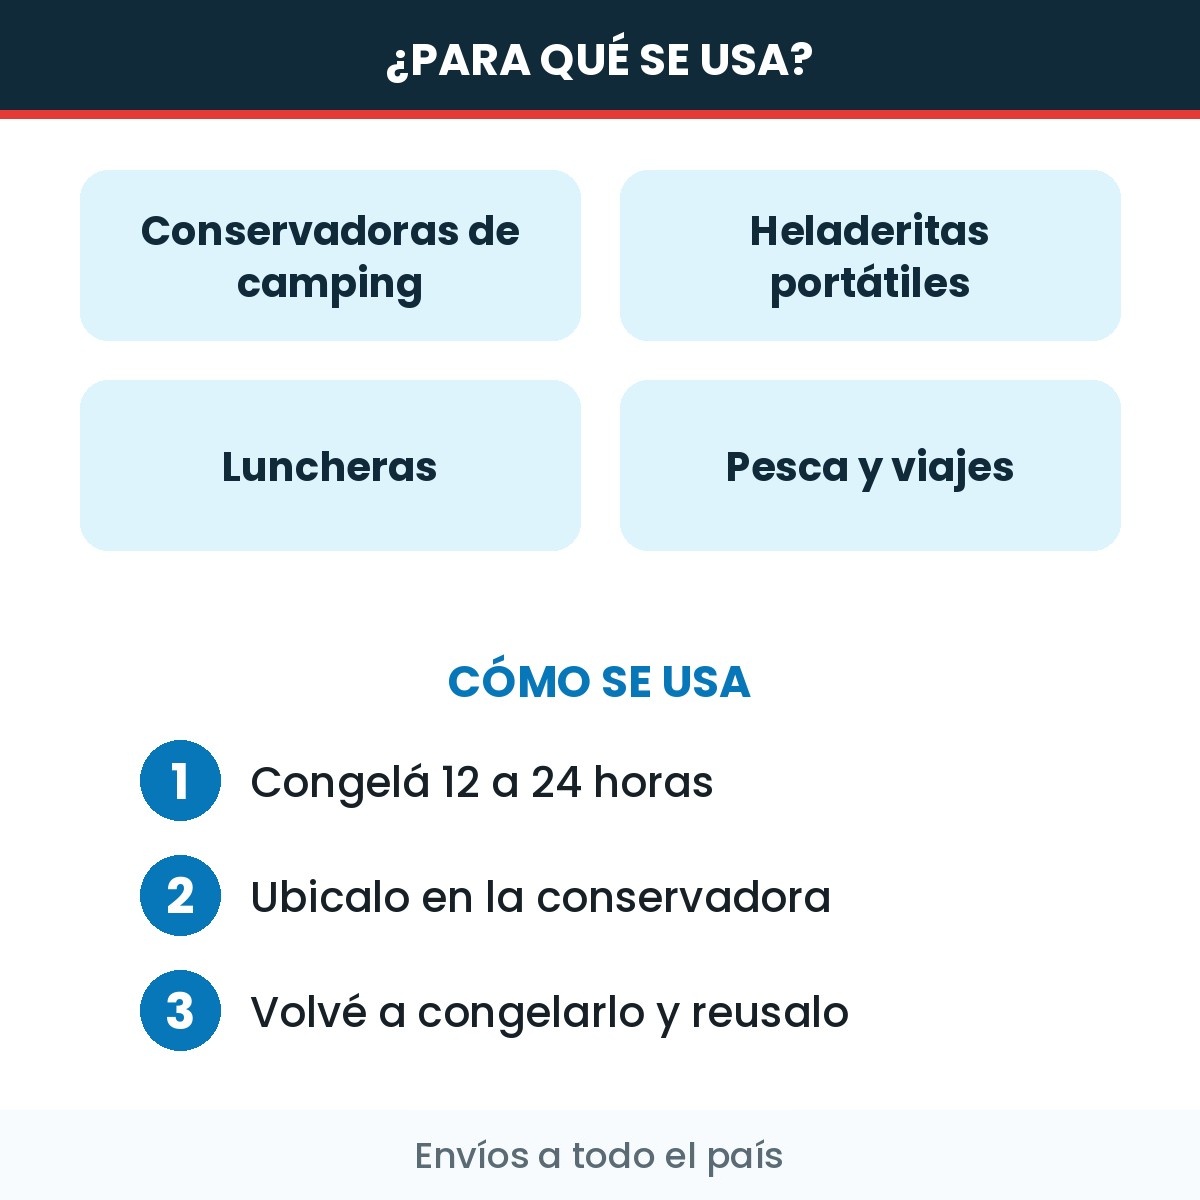 ¿PARA QUÉ SE USA?
Conservadoras de
camping
Heladeritas
portátiles
Luncheras
Pesca y viajes
CÓMO SE USA
1 Congelá 12 a 24 horas
2 Ubicalo en la conservadora
3 Volvé a congelarlo y reusalo
Envíos a todo el país